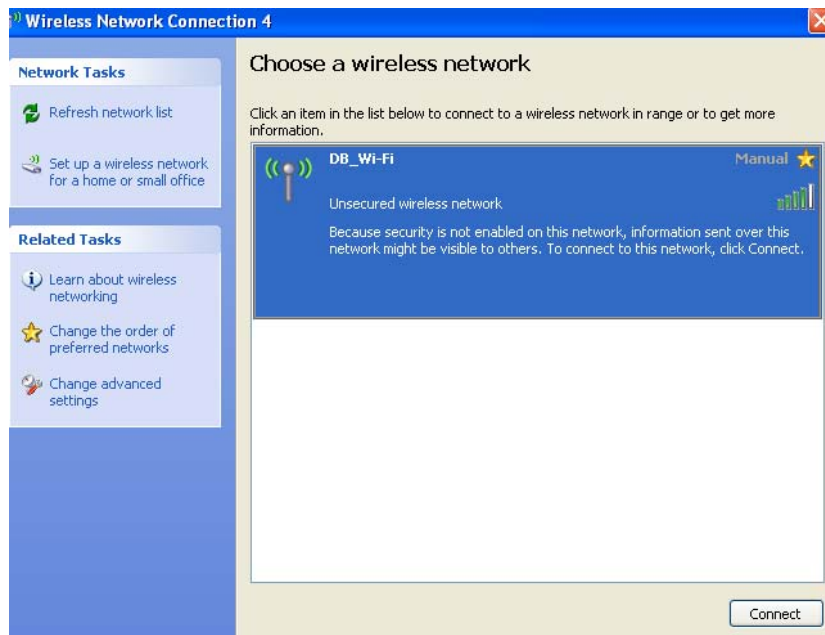 Wireless Network Connection 4
Network Tasks
Refresh network list
Set up a wireless network
for a home or small office
Related Tasks
Learn about wireless
networking
Change the order of
preferred networks
Change advanced
settings
Choose a wireless network
Click an item in the list below to connect to a wireless network in range or to get more
information.
DB_Wi-Fi
Manual
Unsecured wireless network
Because security is not enabled on this network, information sent over this
network might be visible to others. To connect to this network, click Connect.
Connect